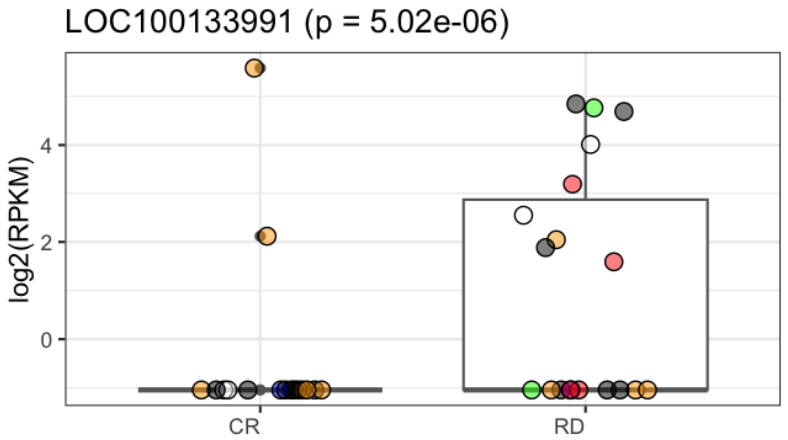 LOC100133991 (p = 5.02e-06)
log2(RPKM)
4
2
0
CR
RD